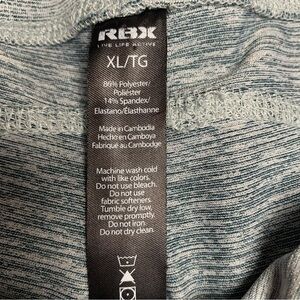 RBX
LIVE LIFE ACTIVE
XL/TG
86% Polyester/
Poliéster
14% Spandex/
Elastano/Élasthanne
Made in Cambodia
Hecho en Camboya
Fabriqué au Cambodge
Machine wash cold
with like colors.
Do not use bleach.
Do not use
fabric softeners.
Tumble dry low,
remove promptly.
Do not iron.
Do not dry clean.